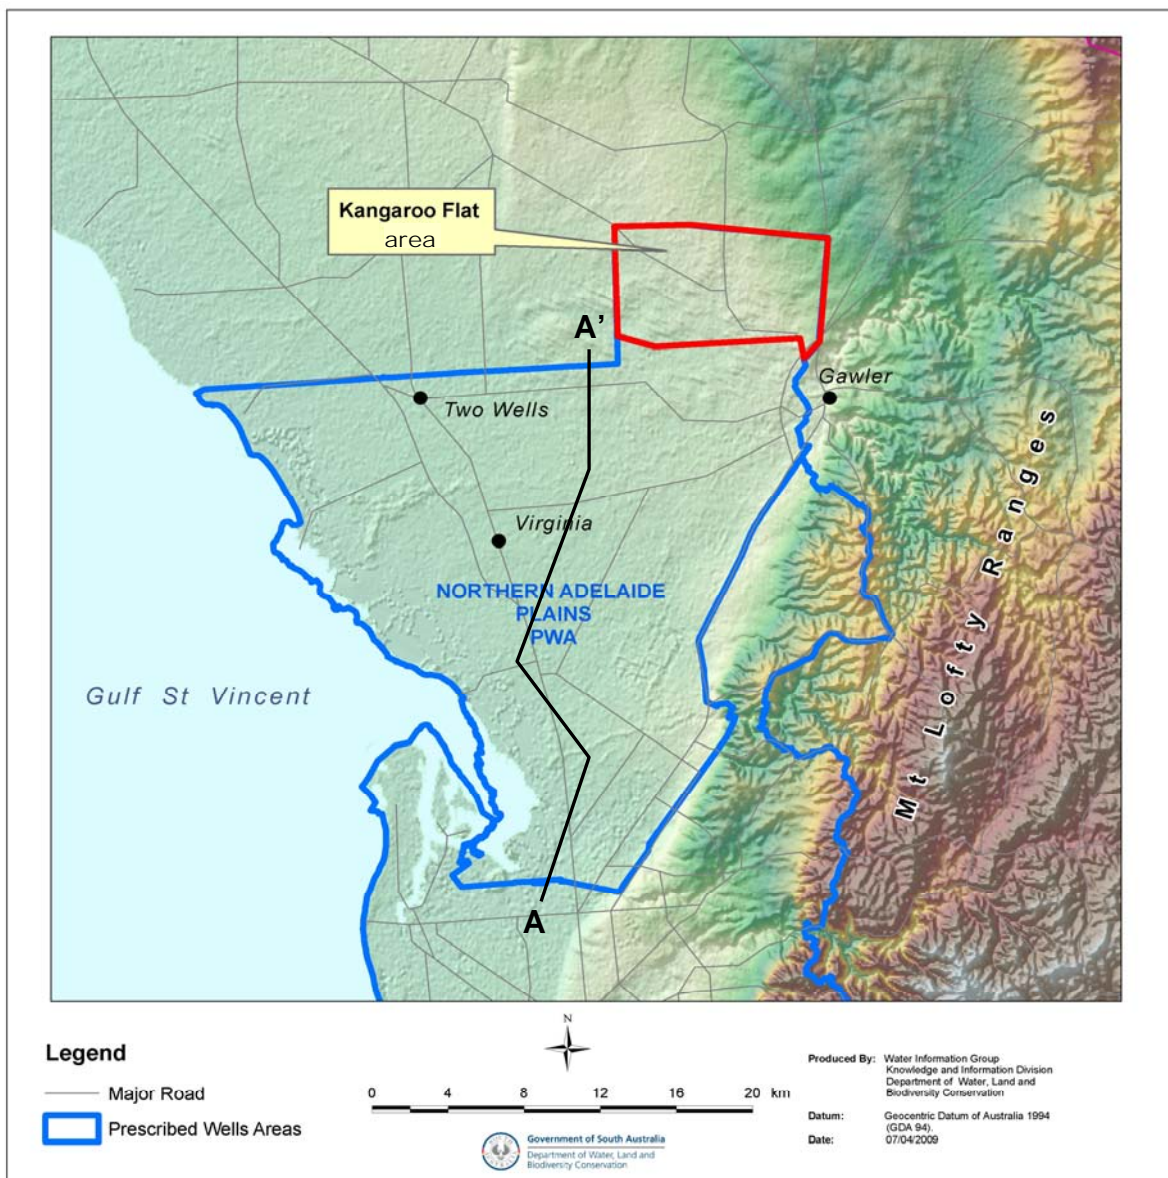 Kangaroo Flat
area
A’
Gawler
Two Wells
Virginia
NORTHERN ADELAIDE
PLAINS
PWA
Mt Lofty Ranges
Gulf St Vincent
A
N
Legend
Major Road
Prescribed Wells Areas
0 4 8 12 16 20 km
Government of South Australia
Department of Water, Land and
Biodiversity Conservation
Produced By: Water Information Group
Knowledge and Information Division
Department of Water, Land and
Biodiversity Conservation
Datum: Geocentric Datum of Australia 1994
(GDA 94).
Date: 07/04/2009